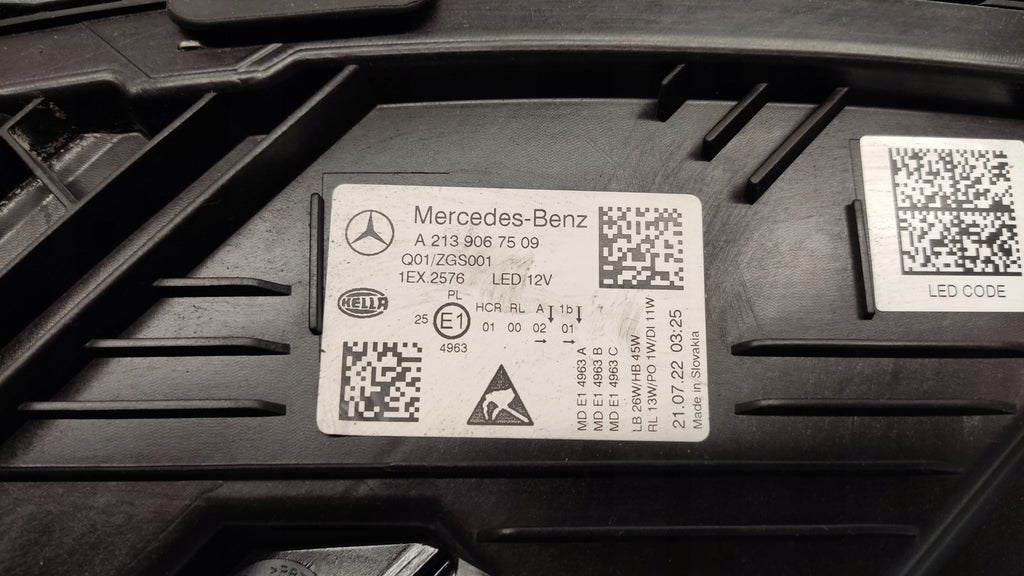 Mercedes-Benz
A 213 906 75 09
Q01/ZGS001
1EX.2576 LED 12V
HELLA
PL
25 E1
4963
HCR RL A 1b
01 00 02 01
MD E1 4963 A
MD E1 4963 B
MD E1 4963 C
LB 26W/HB 45W
RL 13W/PO 1W/DI 11W
21.07.22 03:25
Made in Slovakia
LED CODE